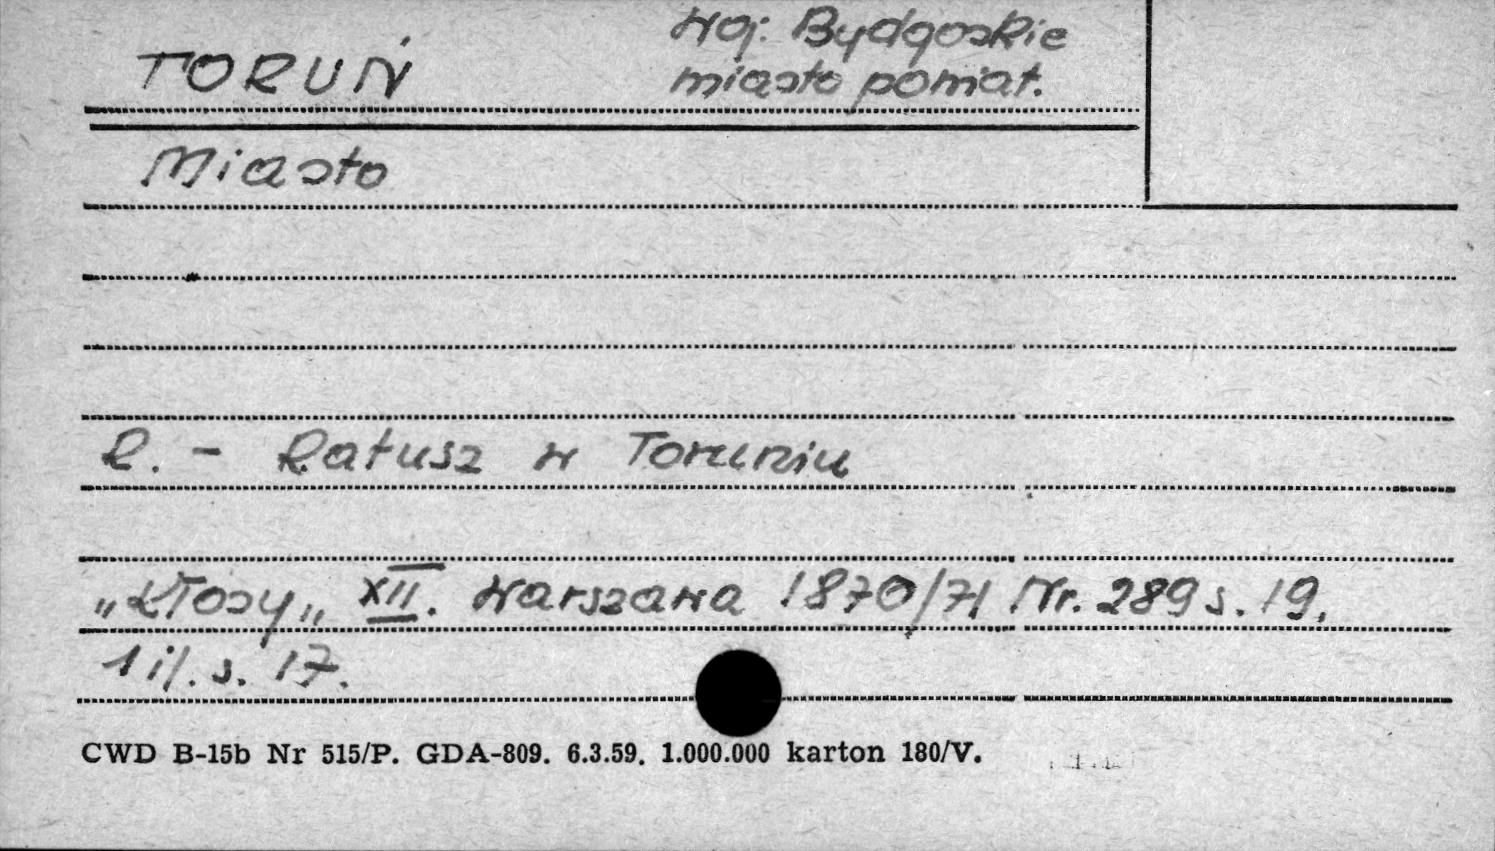 TORUŃ
Woj. Bydgoskie
miasto powiat.
Miasto
R. - Ratusz w Toruniu
„Kłosy„ XII. Warszawa 1870/71 Nr. 289 s. 19,
1 il. s. 17.
CWD B-15b Nr 515/P. GDA-809. 6.3.59. 1.000.000 karton 180/V.